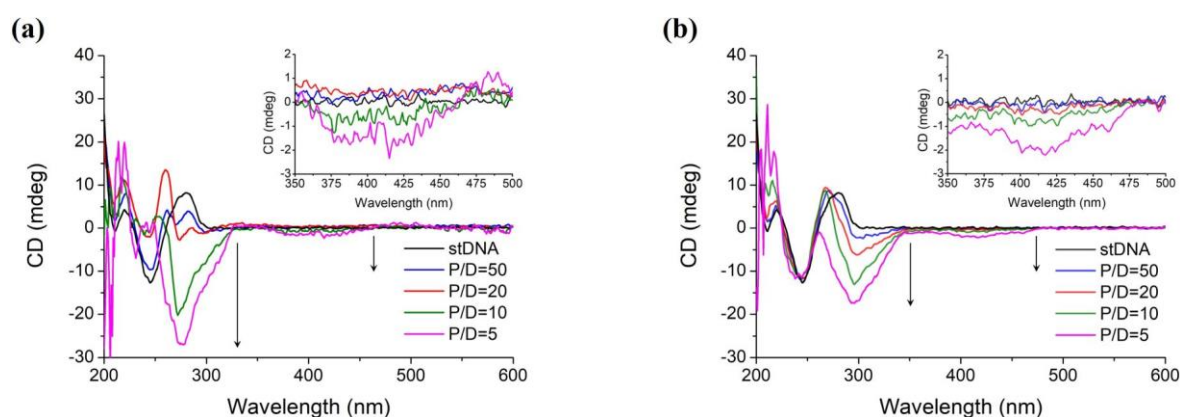 (a)
CD (mdeg)
40
30
20
10
0
-10
-20
-30
200 300 400 500 600
Wavelength (nm)
CD (mdeg)
2
1
0
-1
-2
-3
350 375 400 425 450 475 500
Wavelength (nm)
stDNA
P/D=50
P/D=20
P/D=10
P/D=5
(b)
CD (mdeg)
40
30
20
10
0
-10
-20
-30
200 300 400 500 600
Wavelength (nm)
CD (mdeg)
2
1
0
-1
-2
-3
350 375 400 425 450 475 500
Wavelength (nm)
stDNA
P/D=50
P/D=20
P/D=10
P/D=5